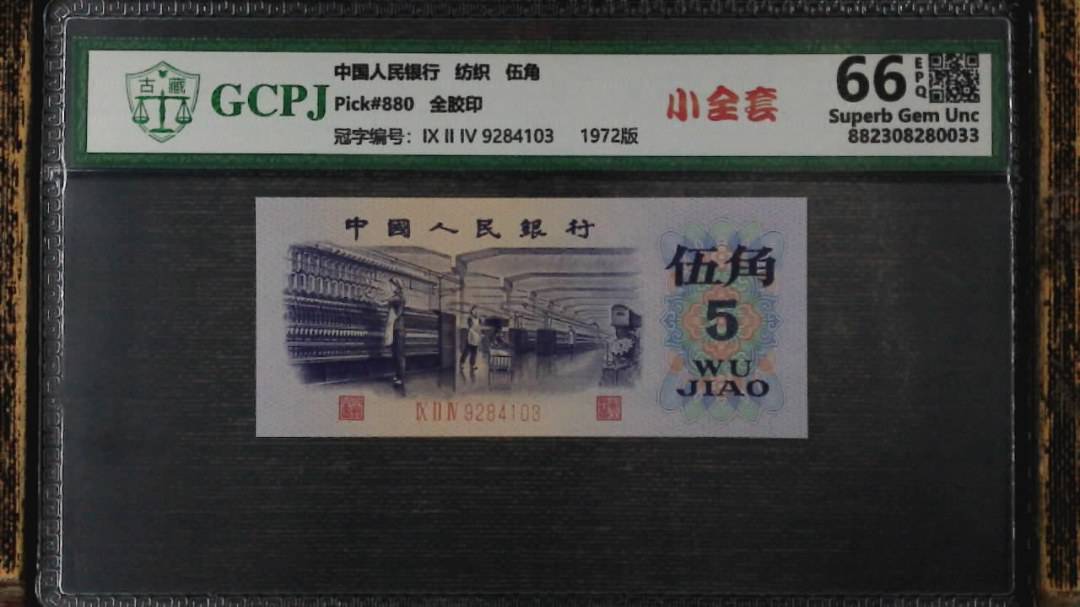 古藏
GCPJ
中国人民银行 纺织 伍角
Pick#880 全胶印
冠字编号: IX II IV 9284103 1972版
小全套
66
EPQ
Superb Gem Unc
882308280033
中國人民銀行
伍角
5
WU
JIAO
IX II IV 9284103